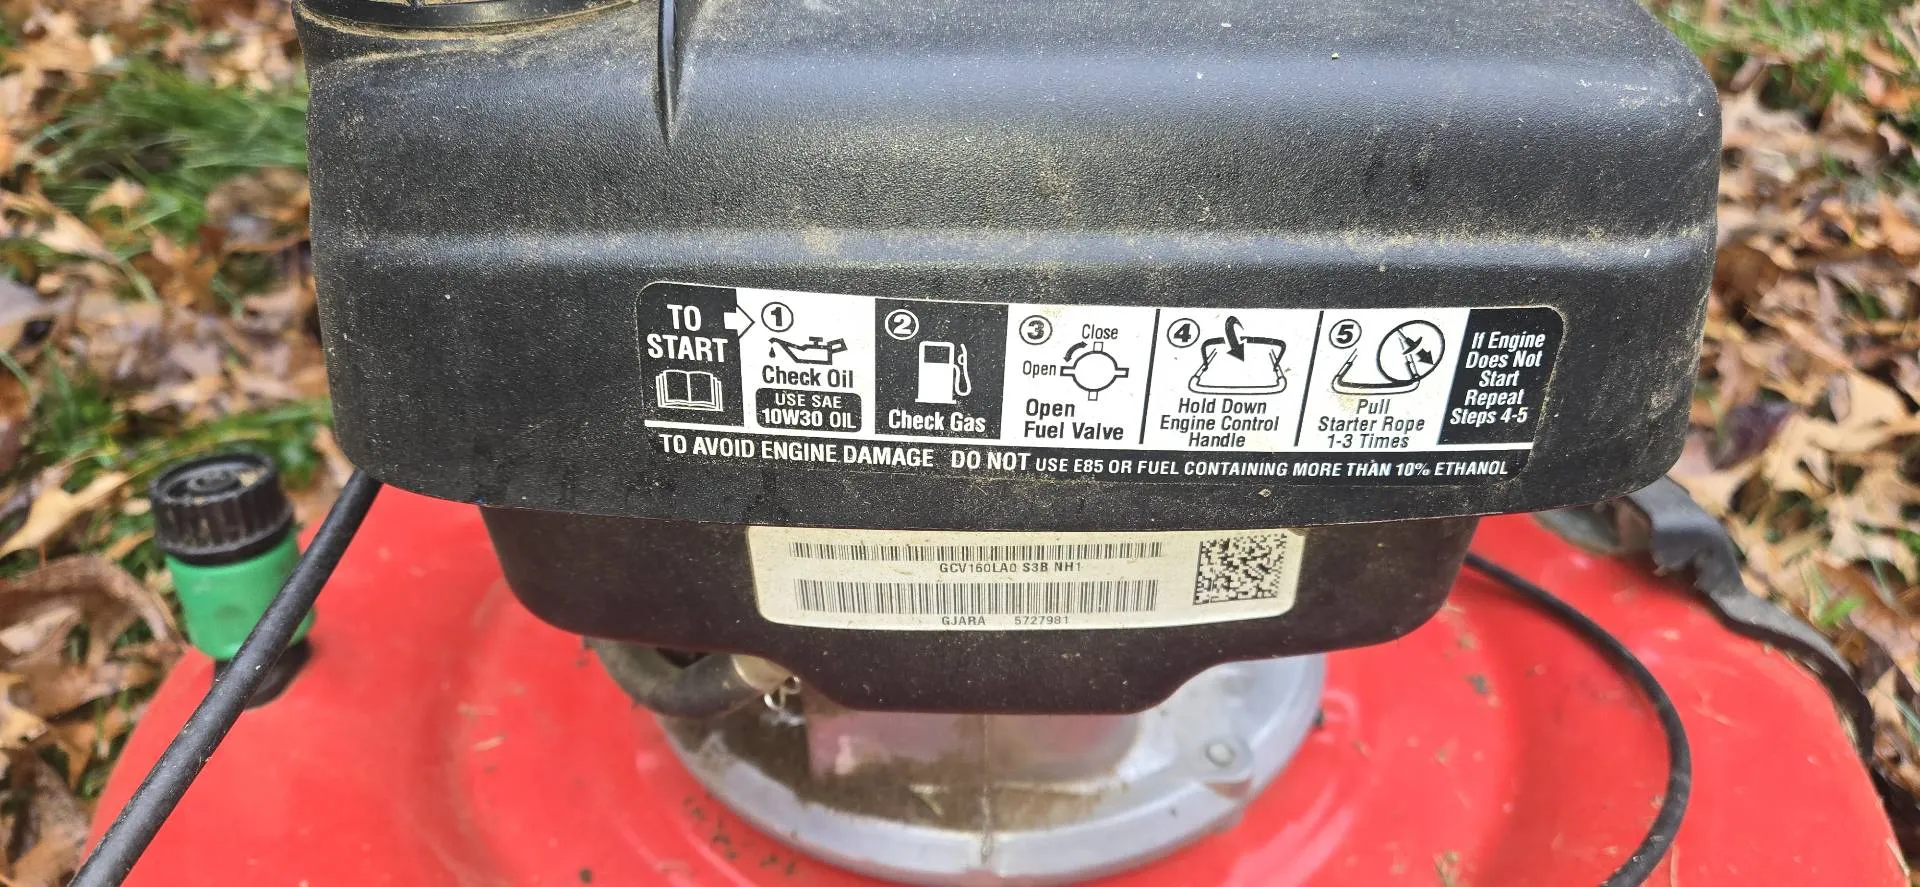 TO
START
1
Check Oil
USE SAE
10W30 OIL
2
Check Gas
3
Close
Open
Open
Fuel Valve
4
Hold Down
Engine Control
Handle
5
Pull
Starter Rope
1-3 Times
If Engine
Does Not
Start
Repeat
Steps 4-5
TO AVOID ENGINE DAMAGE DO NOT USE E85 OR FUEL CONTAINING MORE THAN 10% ETHANOL
GCV160LA0 S3B NH1
GJARA 5727981